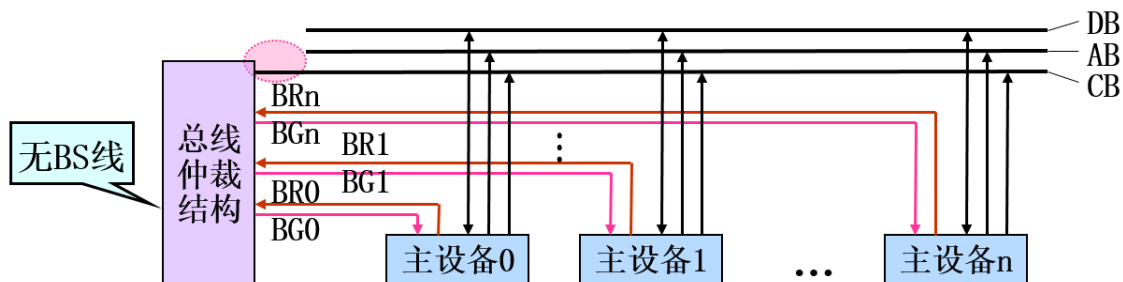 DB
AB
CB
BRn
BGn
BR1
BG1
BR0
BG0
无BS线
总线
仲裁
结构
⋮
主设备0
主设备1
...
主设备n